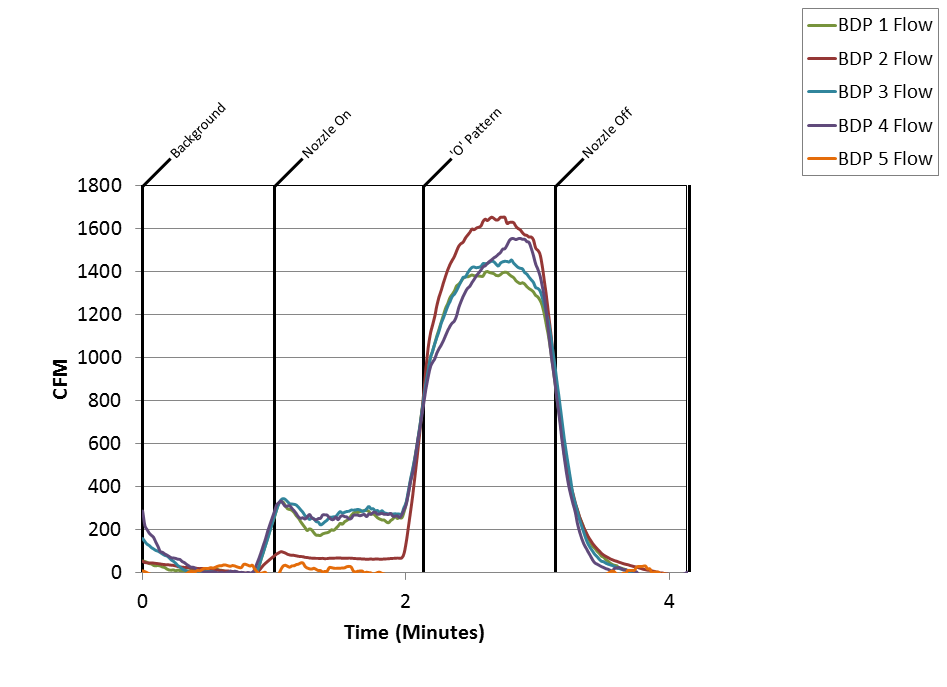 BDP 1 Flow
BDP 2 Flow
BDP 3 Flow
BDP 4 Flow
BDP 5 Flow
Background
Nozzle On
'O' Pattern
Nozzle Off
1800
1600
1400
1200
1000
800
600
400
200
0
CFM
0 2 4
Time (Minutes)